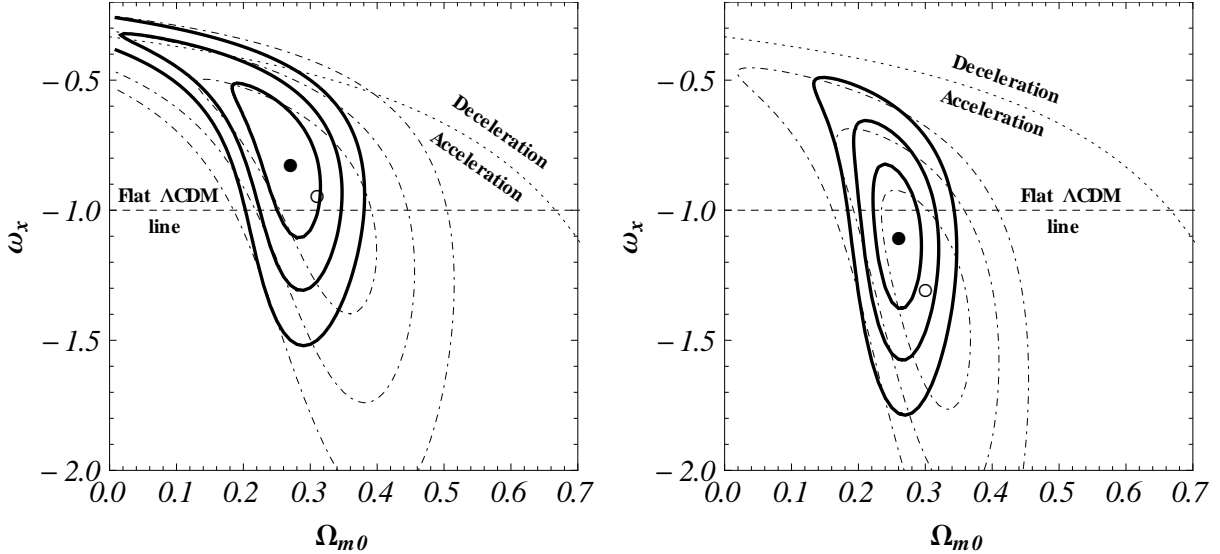 Deceleration
Acceleration
Flat ΛCDM
line
ω_x
−0.5
−1.0
−1.5
−2.0
0.0 0.1 0.2 0.3 0.4 0.5 0.6 0.7
Ω_m0
Deceleration
Acceleration
Flat ΛCDM
line
ω_x
−0.5
−1.0
−1.5
−2.0
0.0 0.1 0.2 0.3 0.4 0.5 0.6 0.7
Ω_m0